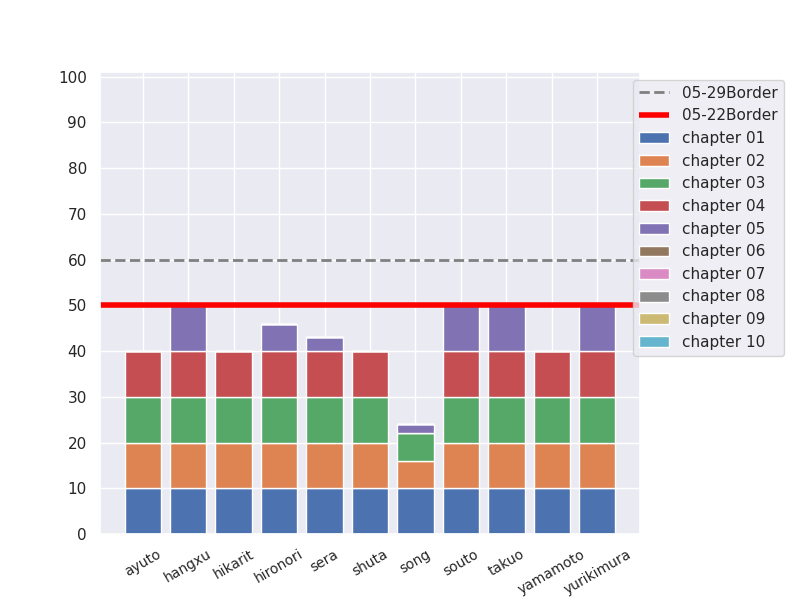 100
90
80
70
60
50
40
30
20
10
0
ayuto
hangxu
hikarit
hironori
sera
shuta
song
souto
takuo
yamamoto
yurikimura
05-29Border
05-22Border
chapter 01
chapter 02
chapter 03
chapter 04
chapter 05
chapter 06
chapter 07
chapter 08
chapter 09
chapter 10